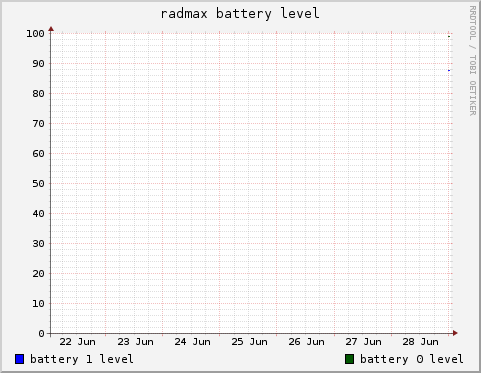 radmax battery level
RRDTOOL / TOBI OETIKER
100
90
80
70
60
50
40
30
20
10
0
22 Jun 23 Jun 24 Jun 25 Jun 26 Jun 27 Jun 28 Jun
battery 1 level battery 0 level